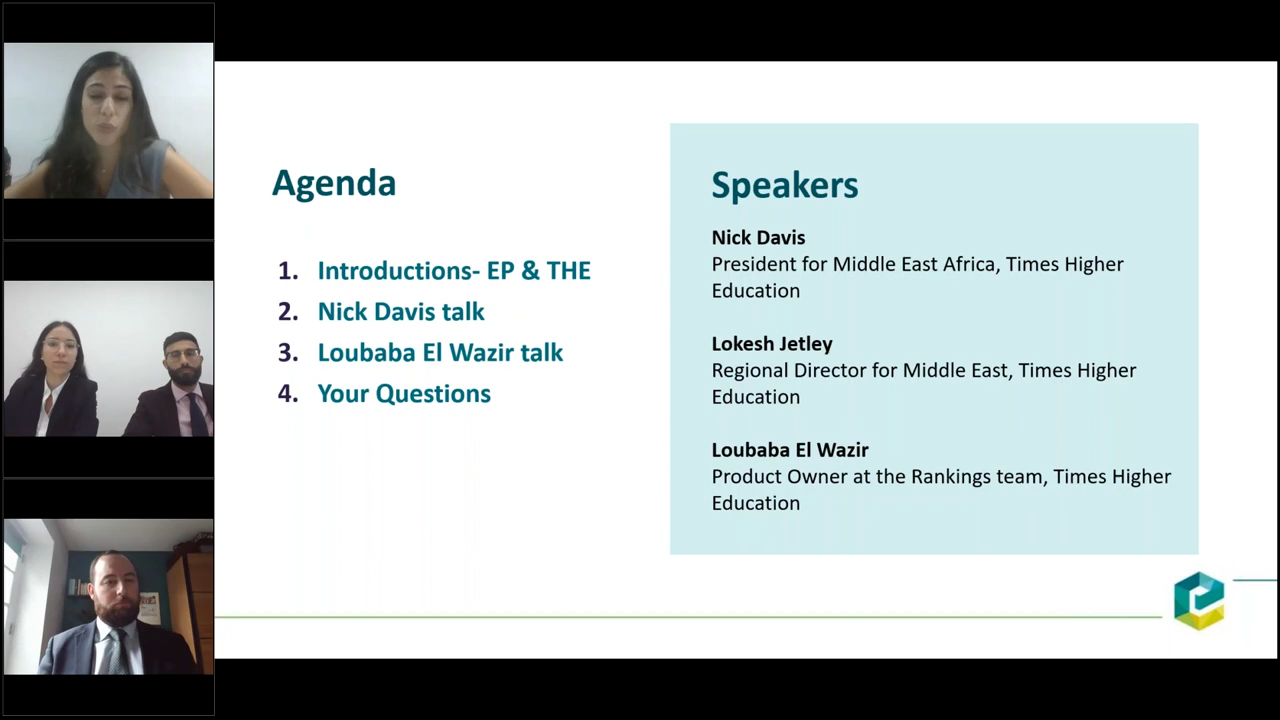 Agenda
1. Introductions- EP & THE
2. Nick Davis talk
3. Loubaba El Wazir talk
4. Your Questions
Speakers
Nick Davis
President for Middle East Africa, Times Higher
Education
Lokesh Jetley
Regional Director for Middle East, Times Higher
Education
Loubaba El Wazir
Product Owner at the Rankings team, Times Higher
Education